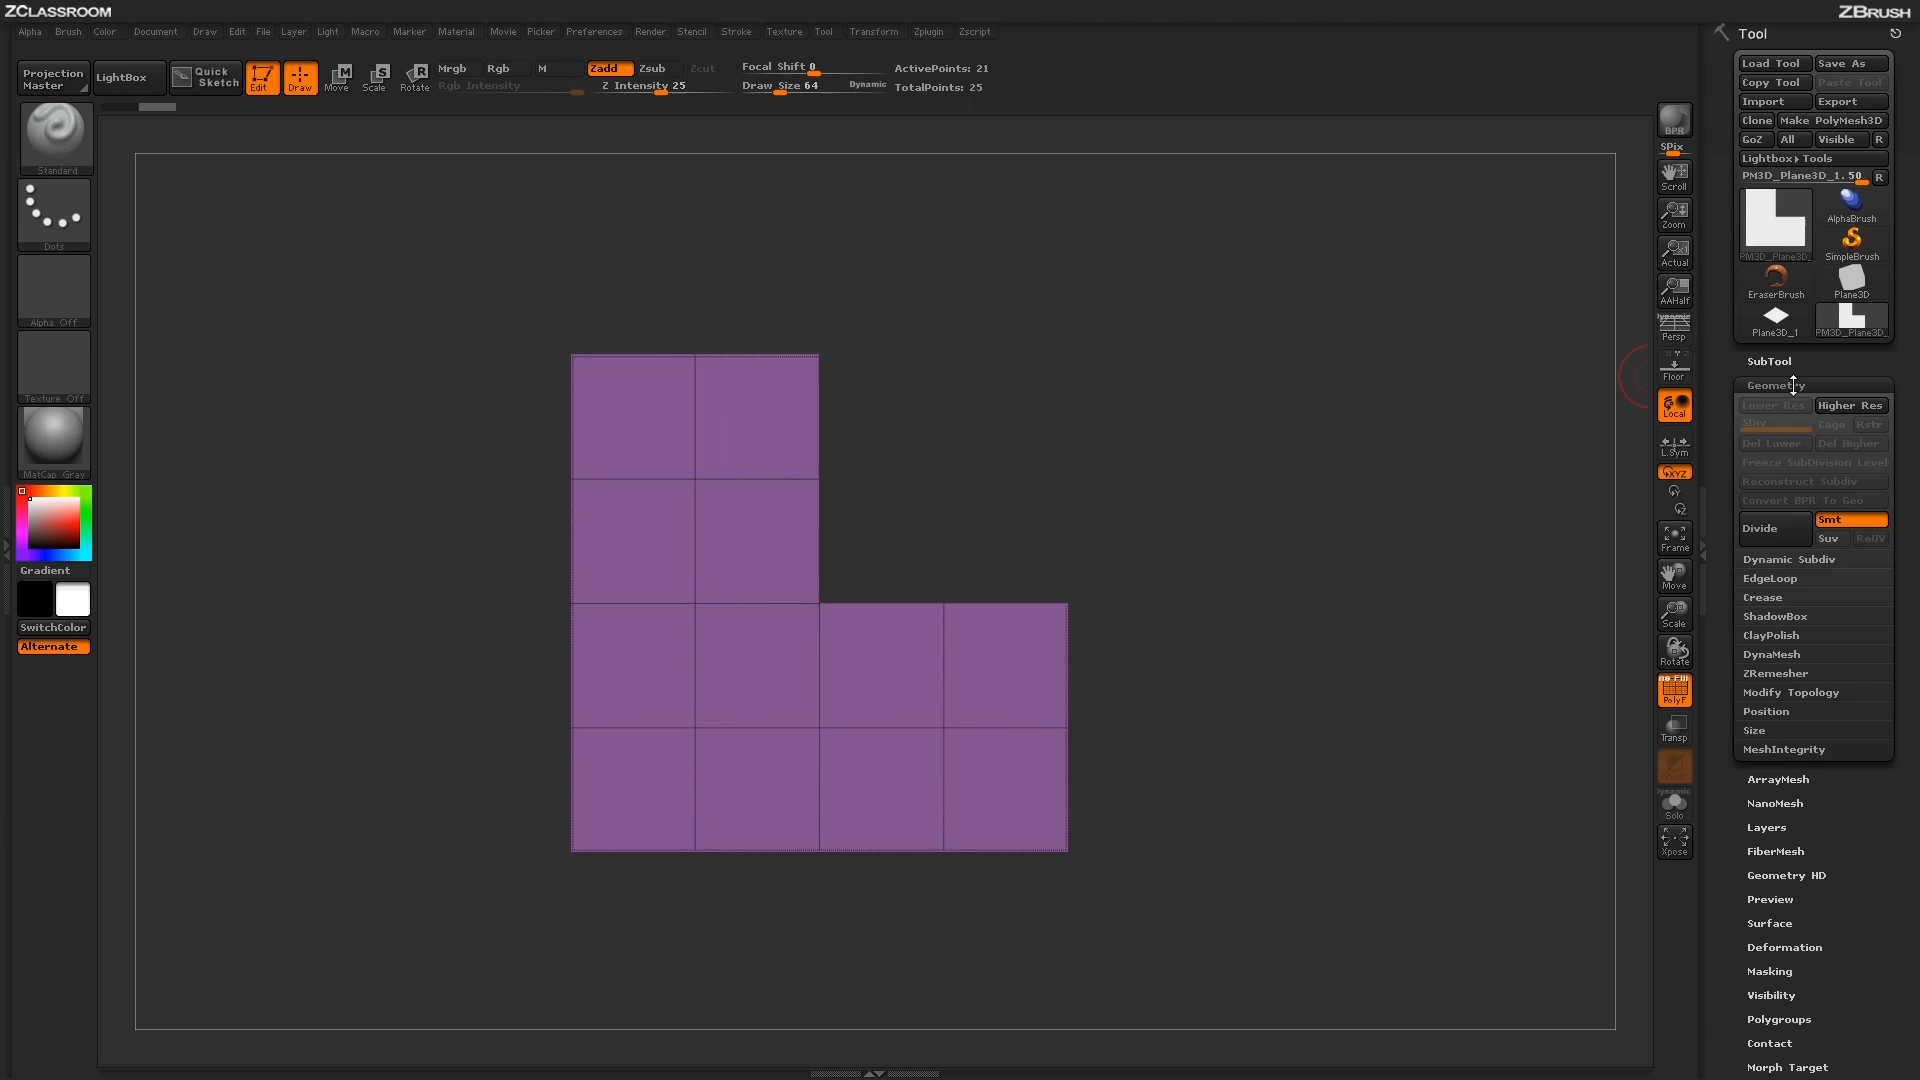 ZCLASSROOM
ZBRUSH
Alpha Brush Color Document Draw Edit File Layer Light Macro Marker Material Movie Picker Preferences Render Stencil Stroke Texture Tool Transform Zplugin Zscript
Projection Master
LightBox
Quick Sketch
Edit
Draw
Move
Scale
Rotate
Mrgb Rgb M
Rgb Intensity
Zadd Zsub Zcut
Z Intensity 25
Focal Shift 0
Draw Size 64
Dynamic
ActivePoints: 21
TotalPoints: 25
Standard
Dots
Alpha Off
Texture Off
MatCap Gray
Gradient
SwitchColor
Alternate
BPR
SPix
Scroll
Zoom
Actual
AAHalf
Dynamic
Persp
Floor
Local
L.Sym
XYZ
Y
Z
Frame
Move
Scale
Rotate
PolyF
Transp
Ghost
Dynamic
Solo
Xpose
Tool
Load Tool Save As
Copy Tool Paste Tool
Import Export
Clone Make PolyMesh3D
GoZ All Visible R
Lightbox▸Tools
PM3D_Plane3D_1. 50 R
PM3D_Plane3D_
AlphaBrush
SimpleBrush
EraserBrush
Plane3D
Plane3D_1
PM3D_Plane3D_
SubTool
Geometry
Lower Res Higher Res
SDiv Cage Rstr
Del Lower Del Higher
Freeze SubDivision Level
Reconstruct Subdiv
Convert BPR To Geo
Divide
Smt
Suv ReUV
Dynamic Subdiv
EdgeLoop
Crease
ShadowBox
ClayPolish
DynaMesh
ZRemesher
Modify Topology
Position
Size
MeshIntegrity
ArrayMesh
NanoMesh
Layers
FiberMesh
Geometry HD
Preview
Surface
Deformation
Masking
Visibility
Polygroups
Contact
Morph Target